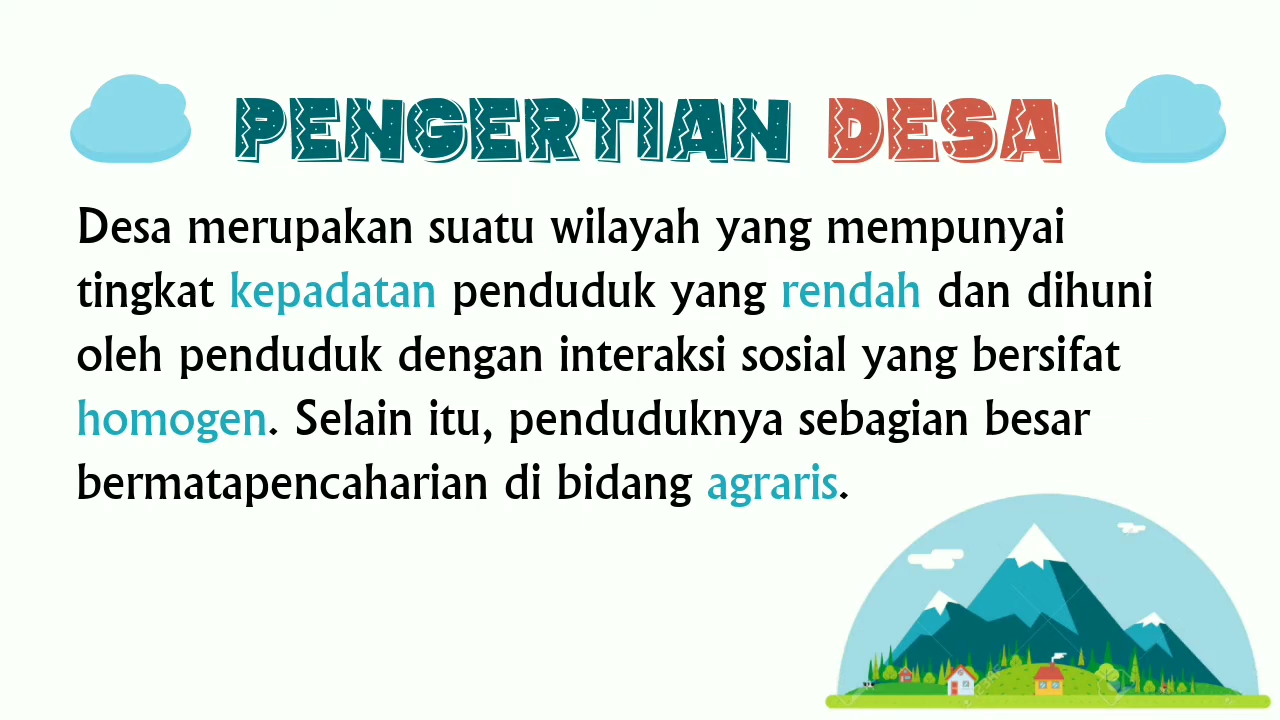 PENGERTIAN DESA
Desa merupakan suatu wilayah yang mempunyai
tingkat kepadatan penduduk yang rendah dan dihuni
oleh penduduk dengan interaksi sosial yang bersifat
homogen. Selain itu, penduduknya sebagian besar
bermatapencaharian di bidang agraris.